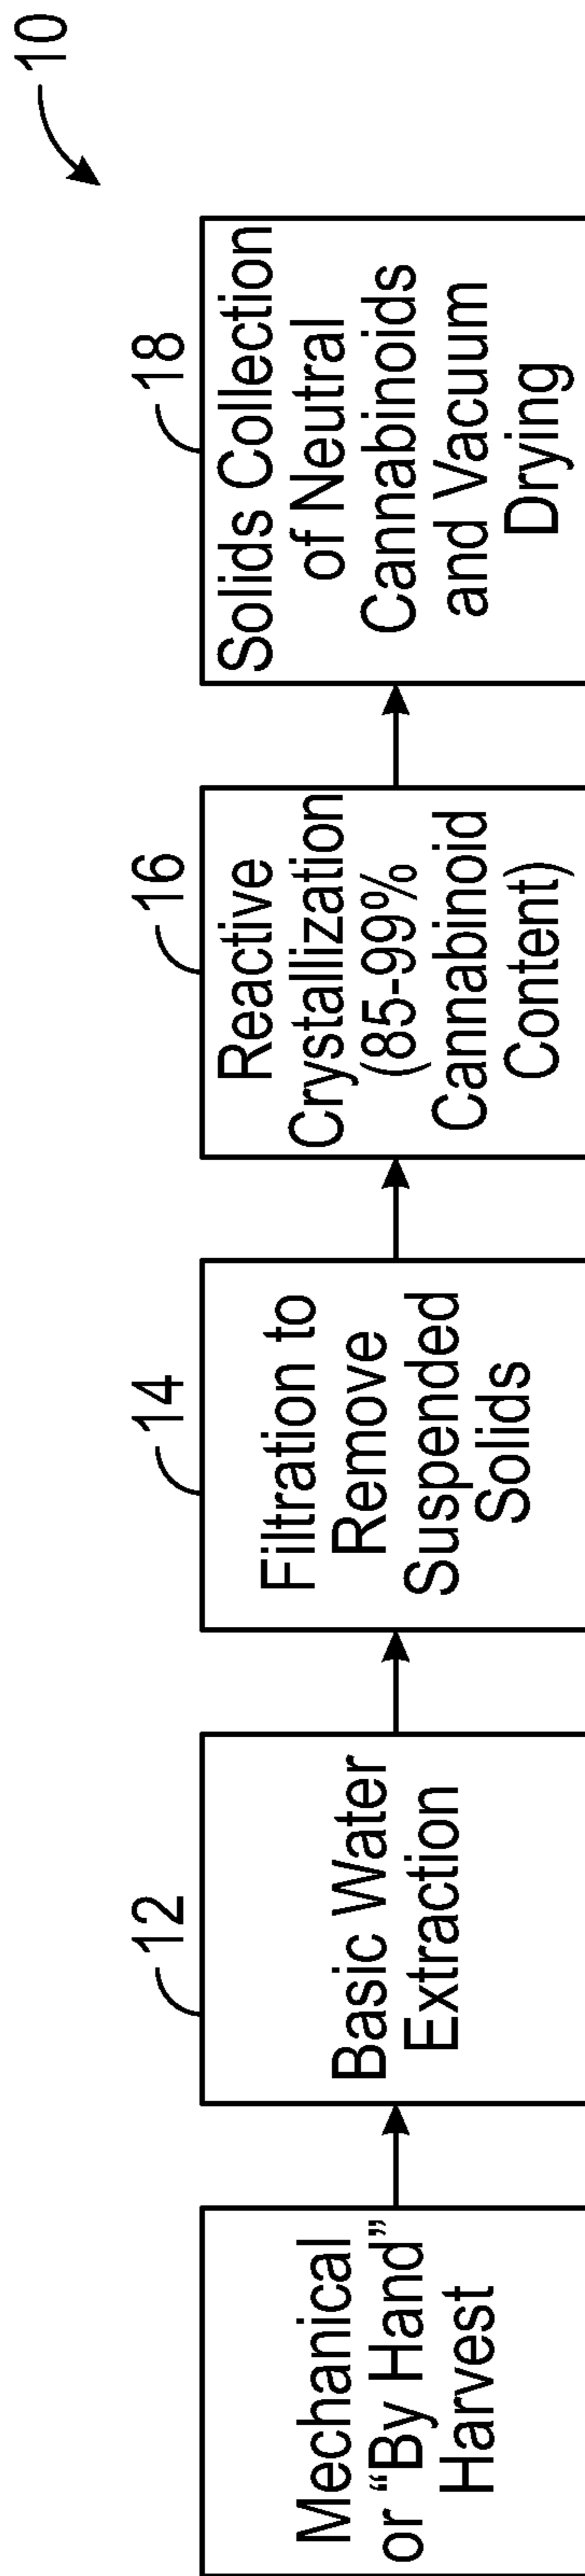 10
Mechanical
or “By Hand”
Harvest
12
Basic Water
Extraction
14
Filtration to
Remove
Suspended
Solids
16
Reactive
Crystallization
(85-99%
Cannabinoid
Content)
18
Solids Collection
of Neutral
Cannabinoids
and Vacuum
Drying